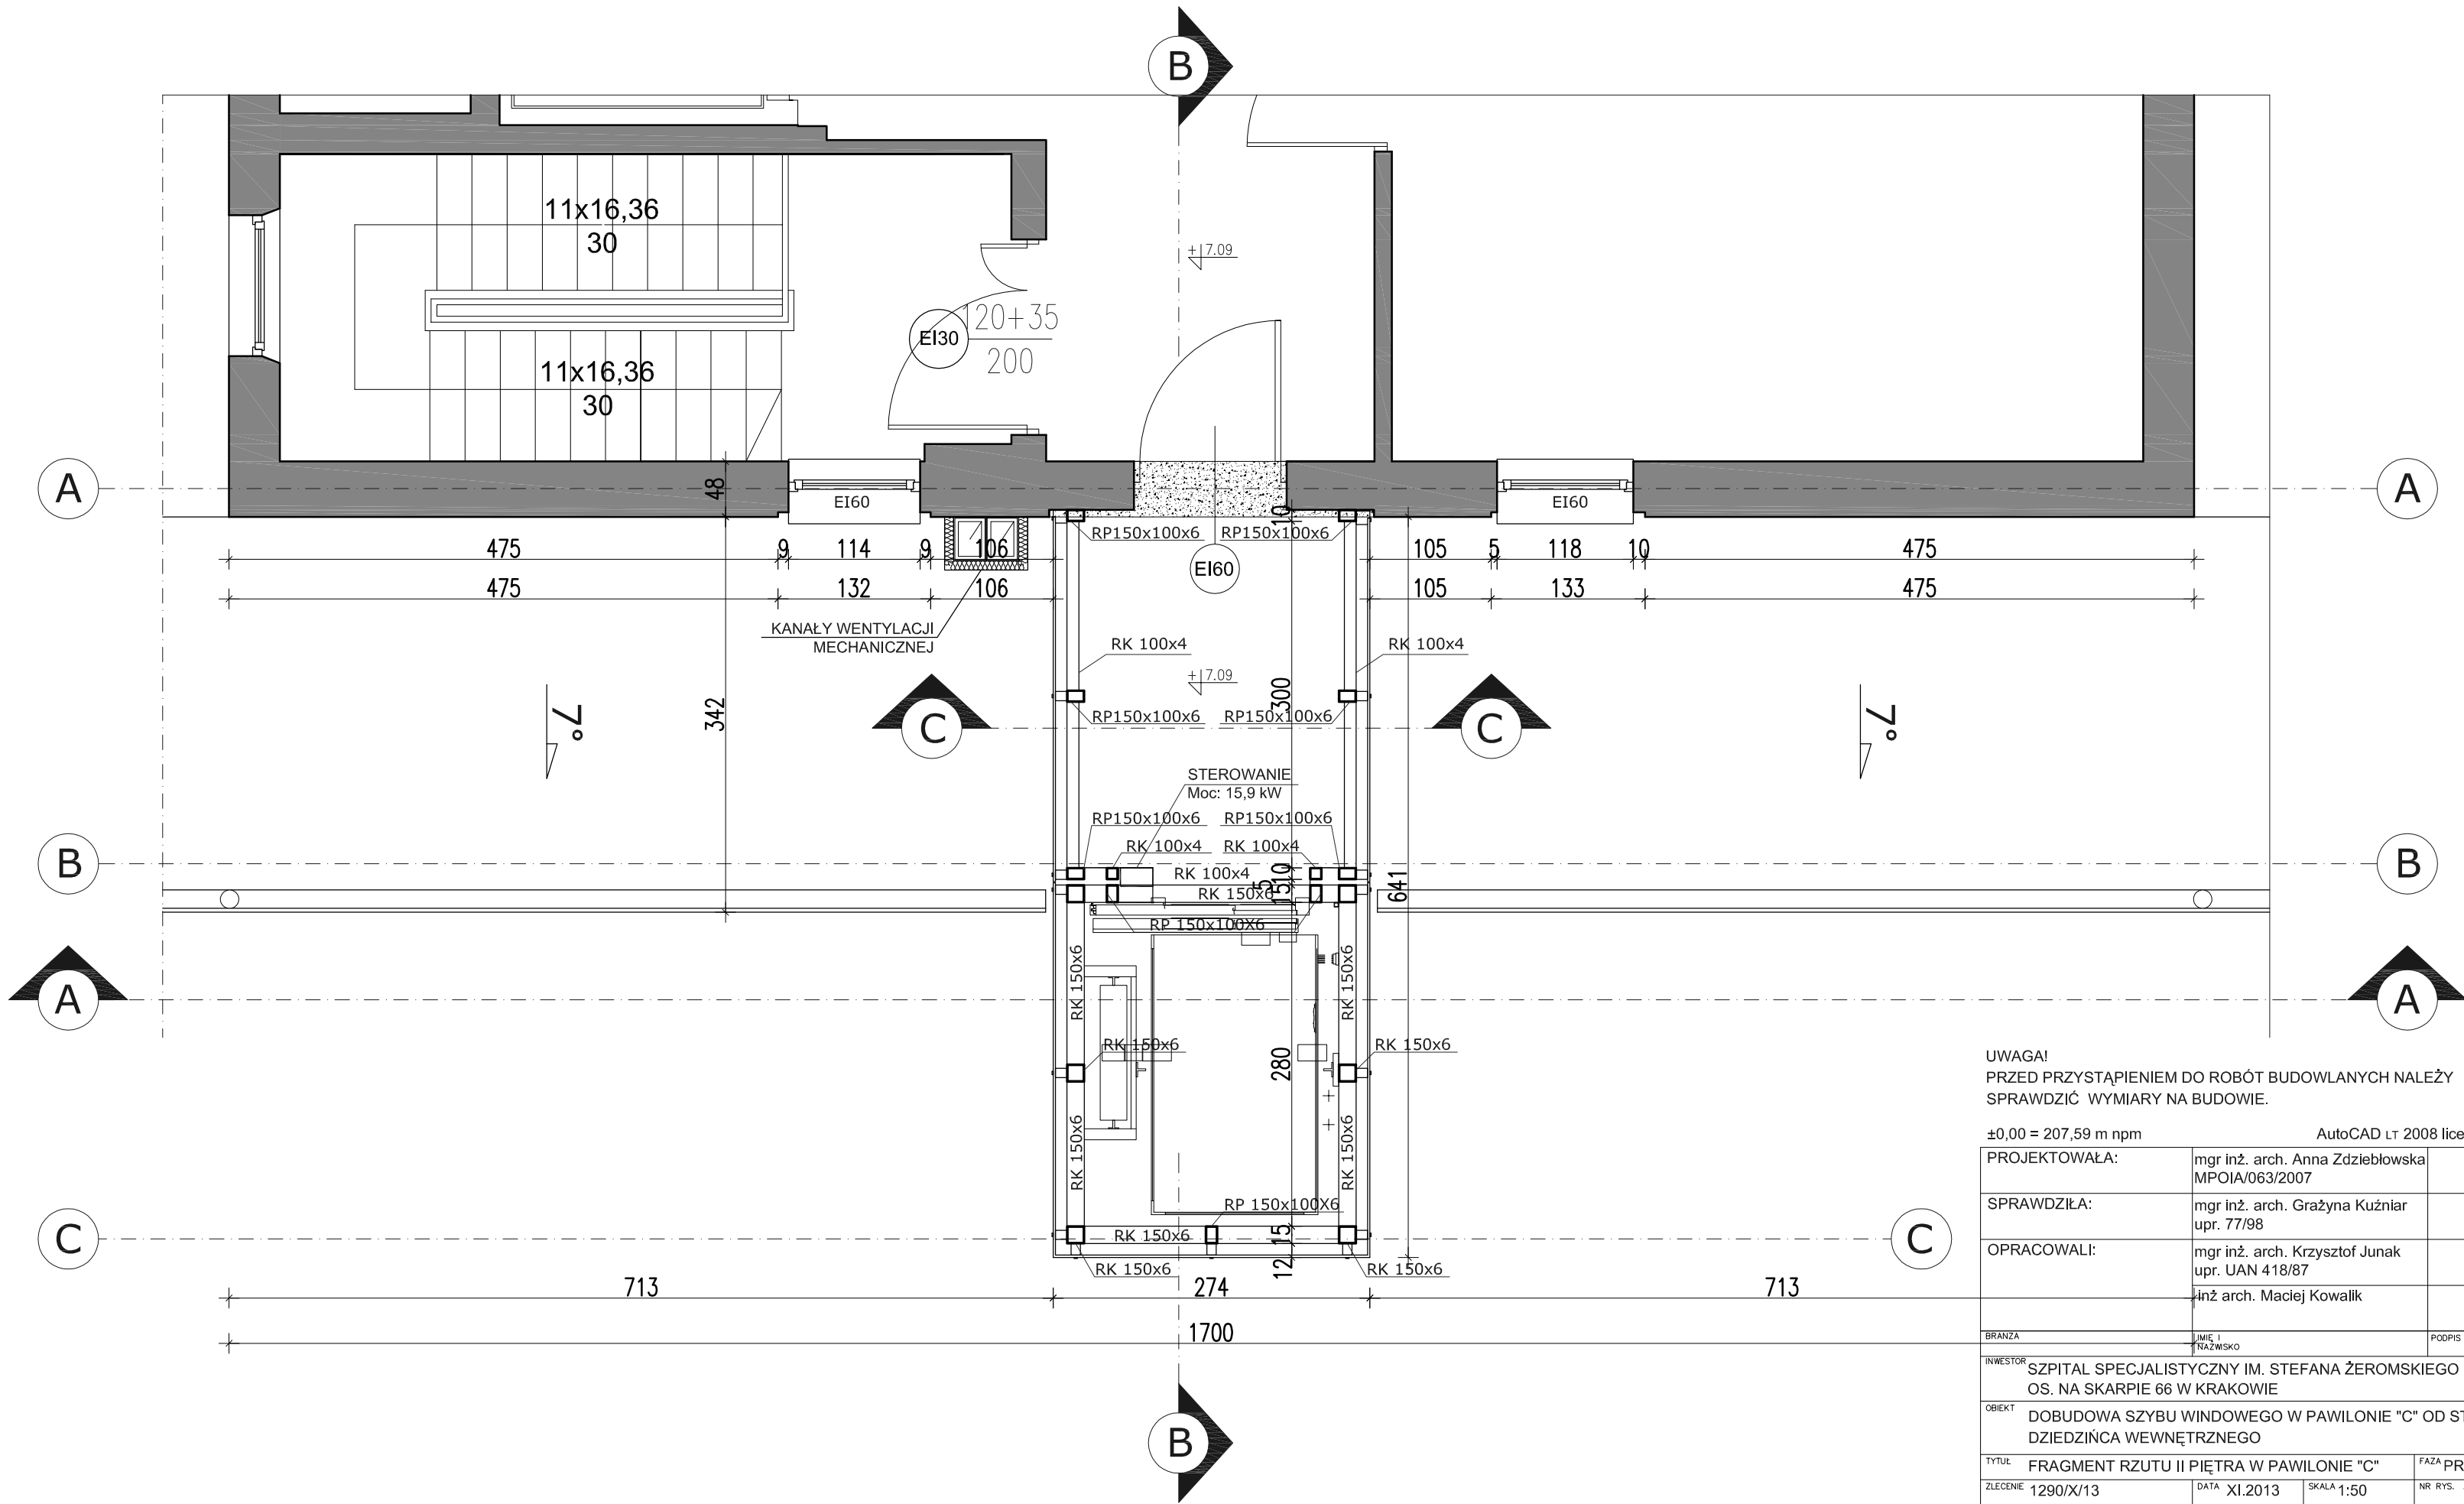 B
11x16,36
30
+7.09
120+35
EI30
200
11x16,36
30
A
48
EI60
EI60
A
10
RP150x100x6
RP150x100x6
475
9
114
9
106
105
5
118
10
475
EI60
475
132
106
105
133
475
KANAŁY WENTYLACJI
MECHANICZNEJ
RK 100x4
RK 100x4
+7.09
300
7°
342
C
RP150x100x6
RP150x100x6
C
7°
STEROWANIE
Moc: 15,9 kW
RP150x100x6
RP150x100x6
RK 100x4
RK 100x4
B
RK 100x4
10
B
5
RK 150x6
15
641
RP 150x100X6
RK 150x6
RK 150x6
A
A
RK 150x6
280
RK 150x6
RK 150x6
RK 150x6
RP 150x100X6
C
RK 150x6
15
C
12
RK 150x6
RK 150x6
713
274
713
1700
B
UWAGA!
PRZED PRZYSTĄPIENIEM DO ROBÓT BUDOWLANYCH NALEŻY
SPRAWDZIĆ WYMIARY NA BUDOWIE.
±0,00 = 207,59 m npm
AutoCAD LT 2008 lice
PROJEKTOWAŁA:
mgr inż. arch. Anna Zdziebłowska
MPOIA/063/2007
SPRAWDZIŁA:
mgr inż. arch. Grażyna Kuźniar
upr. 77/98
OPRACOWALI:
mgr inż. arch. Krzysztof Junak
upr. UAN 418/87
inż arch. Maciej Kowalik
BRANZA
IMIĘ I
NAZWISKO
PODPIS
INWESTOR
SZPITAL SPECJALISTYCZNY IM. STEFANA ŻEROMSKIEGO
OS. NA SKARPIE 66 W KRAKOWIE
OBIEKT
DOBUDOWA SZYBU WINDOWEGO W PAWILONIE "C" OD ST
DZIEDZIŃCA WEWNĘTRZNEGO
TYTUŁ
FRAGMENT RZUTU II PIĘTRA W PAWILONIE "C"
FAZA PR
ZLECENIE 1290/X/13
DATA XI.2013
SKALA 1:50
NR RYS.